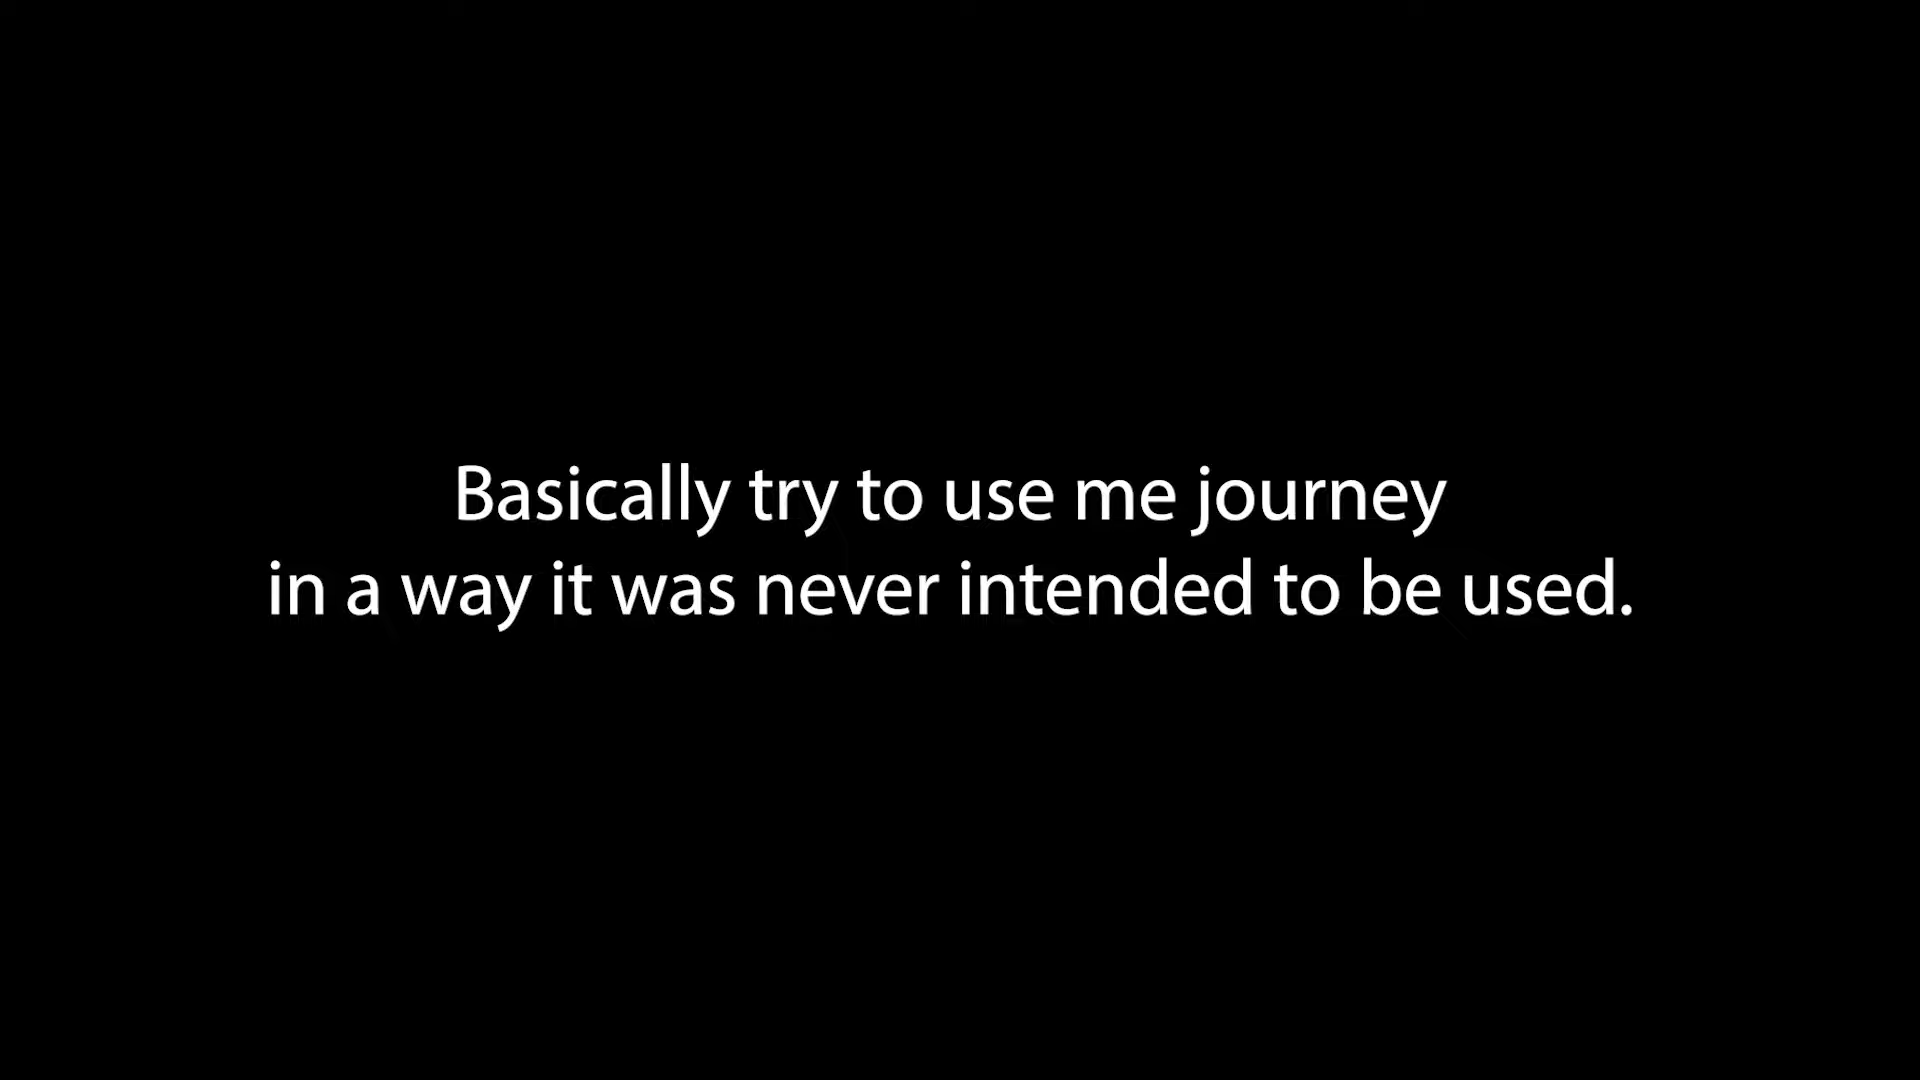 Basically try to use me journey
in a way it was never intended to be used.